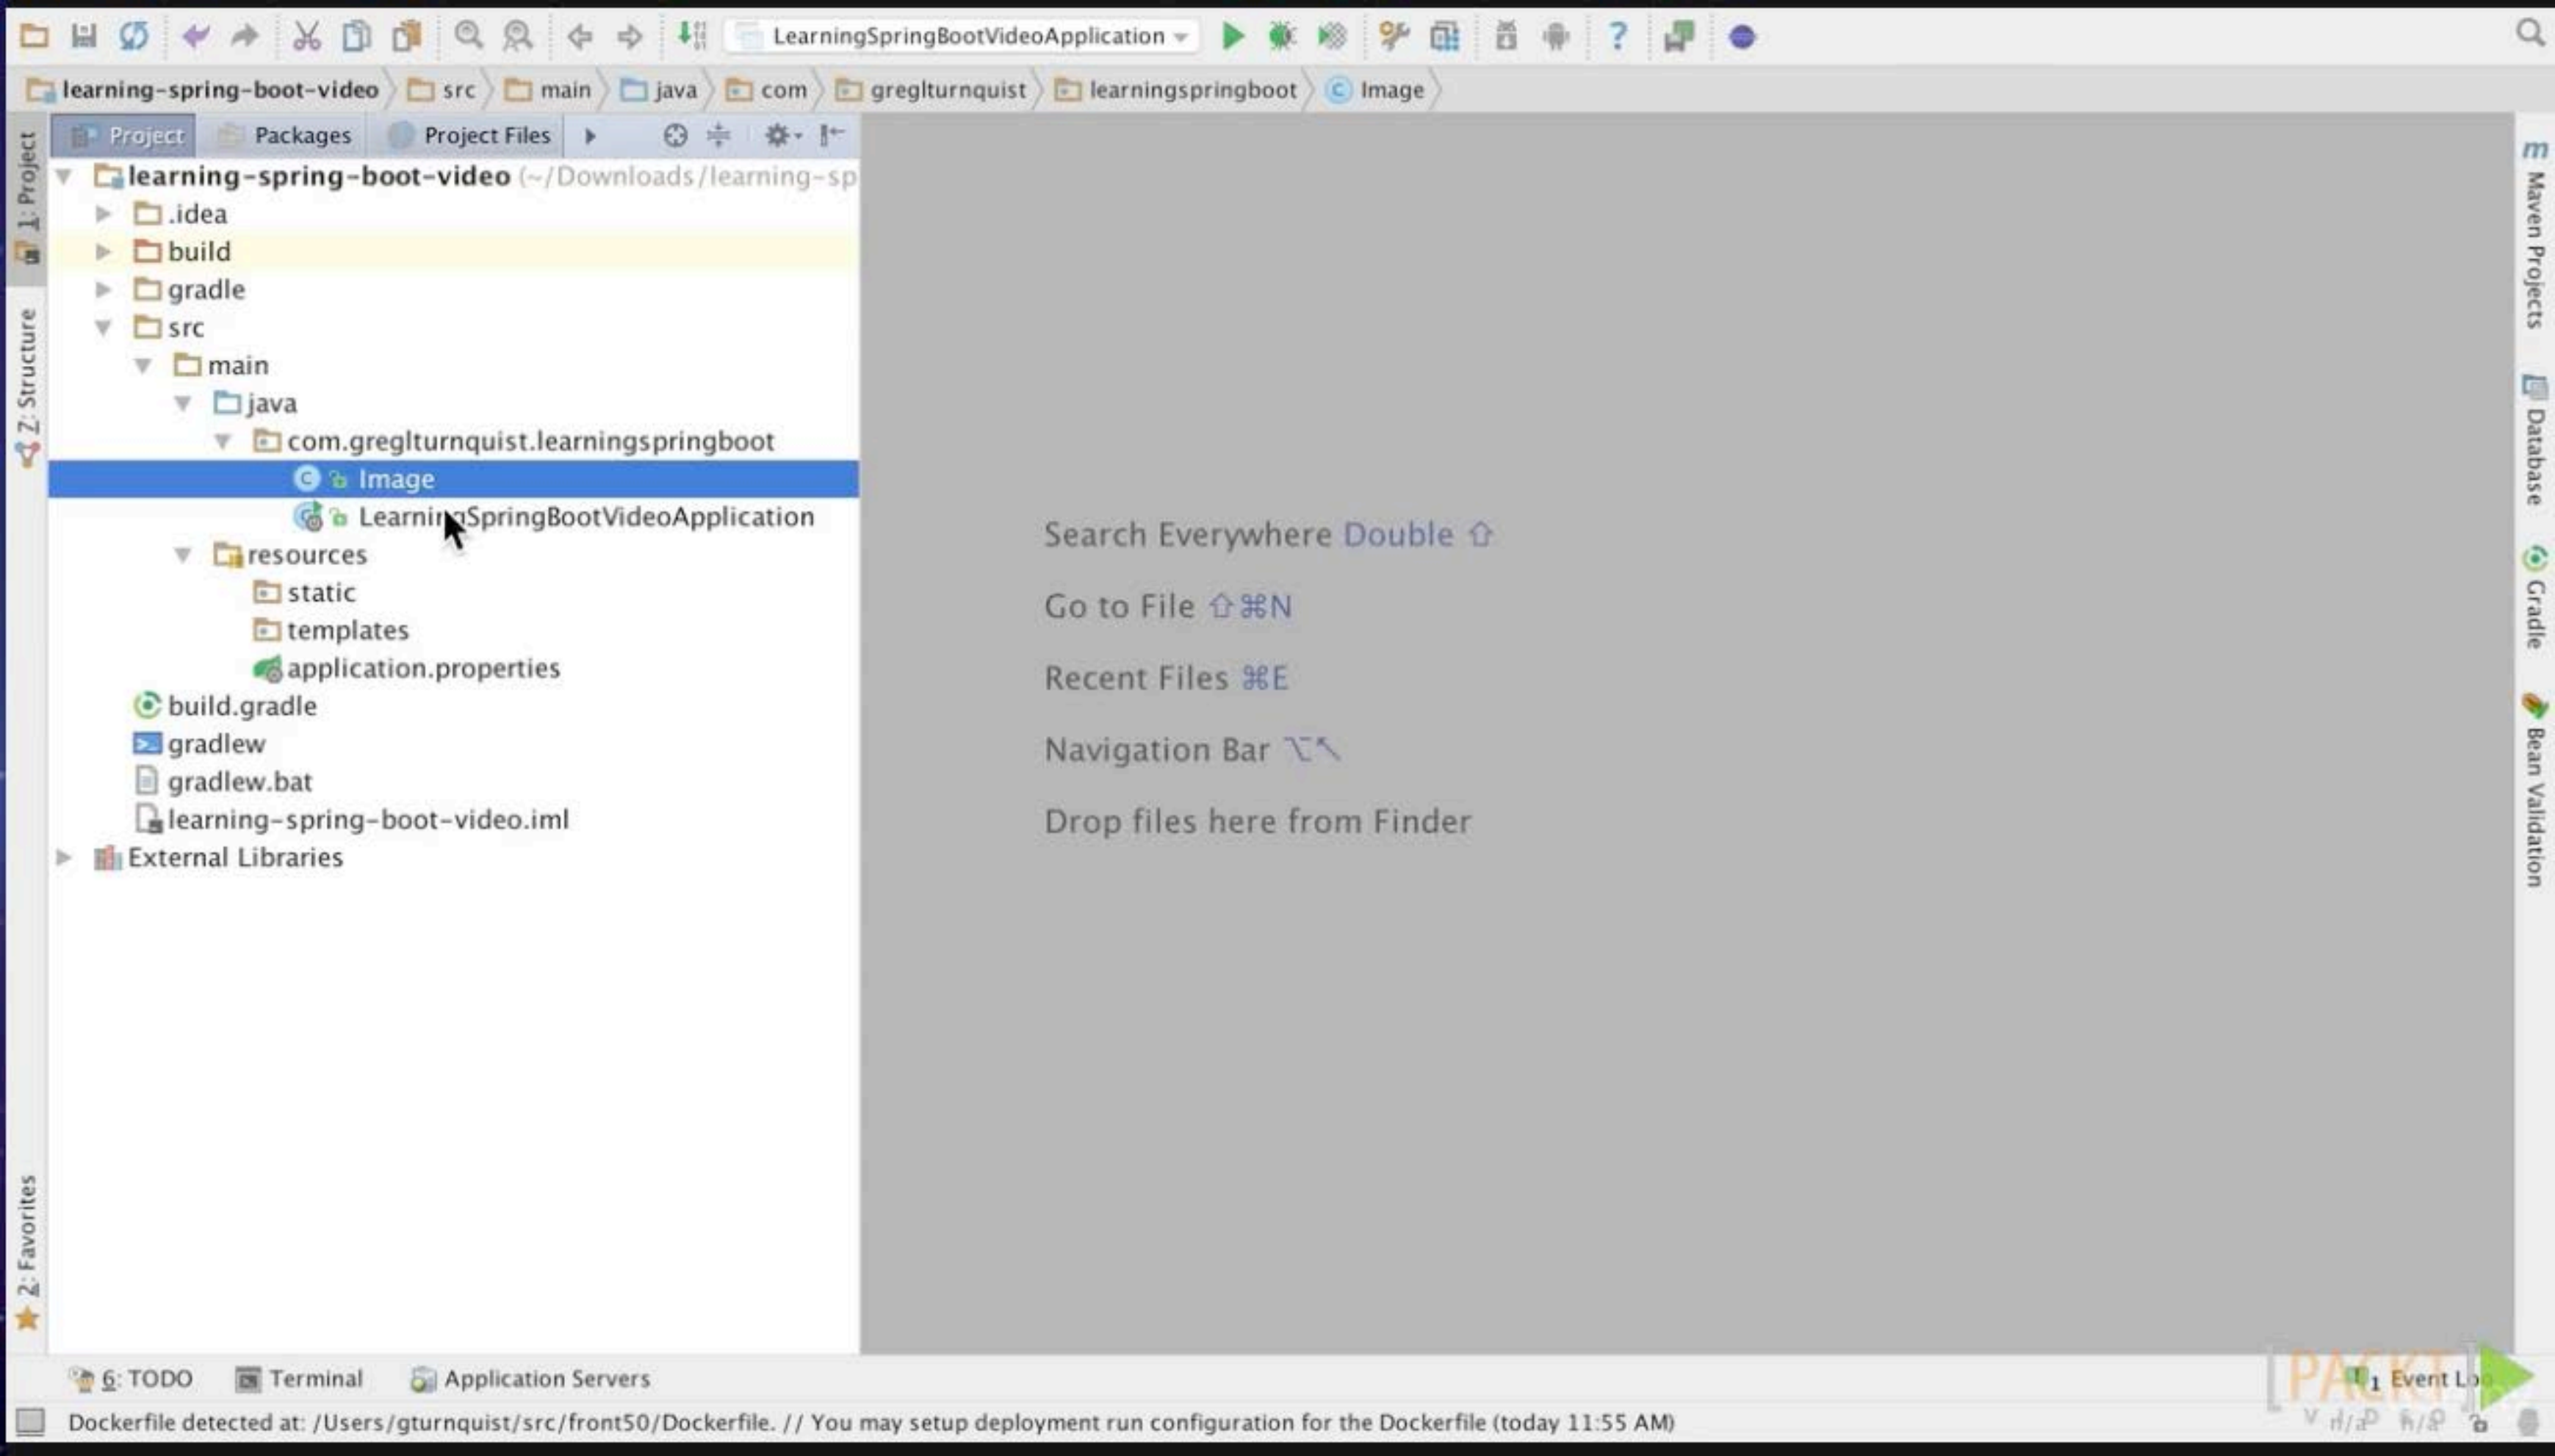 LearningSpringBootVideoApplication
learning-spring-boot-video src main java com greglturnquist learningspringboot Image
Project Packages Project Files
1: Project
Z: Structure
2: Favorites
learning-spring-boot-video (~/Downloads/learning-sp
.idea
build
gradle
src
main
java
com.greglturnquist.learningspringboot
Image
LearningSpringBootVideoApplication
resources
static
templates
application.properties
build.gradle
gradlew
gradlew.bat
learning-spring-boot-video.iml
External Libraries
Search Everywhere Double ⇧
Go to File ⇧⌘N
Recent Files ⌘E
Navigation Bar ⌥↖
Drop files here from Finder
m Maven Projects
Database
Gradle
Bean Validation
6: TODO Terminal Application Servers
1 Event Lo
PACKT
Dockerfile detected at: /Users/gturnquist/src/front50/Dockerfile. // You may setup deployment run configuration for the Dockerfile (today 11:55 AM)